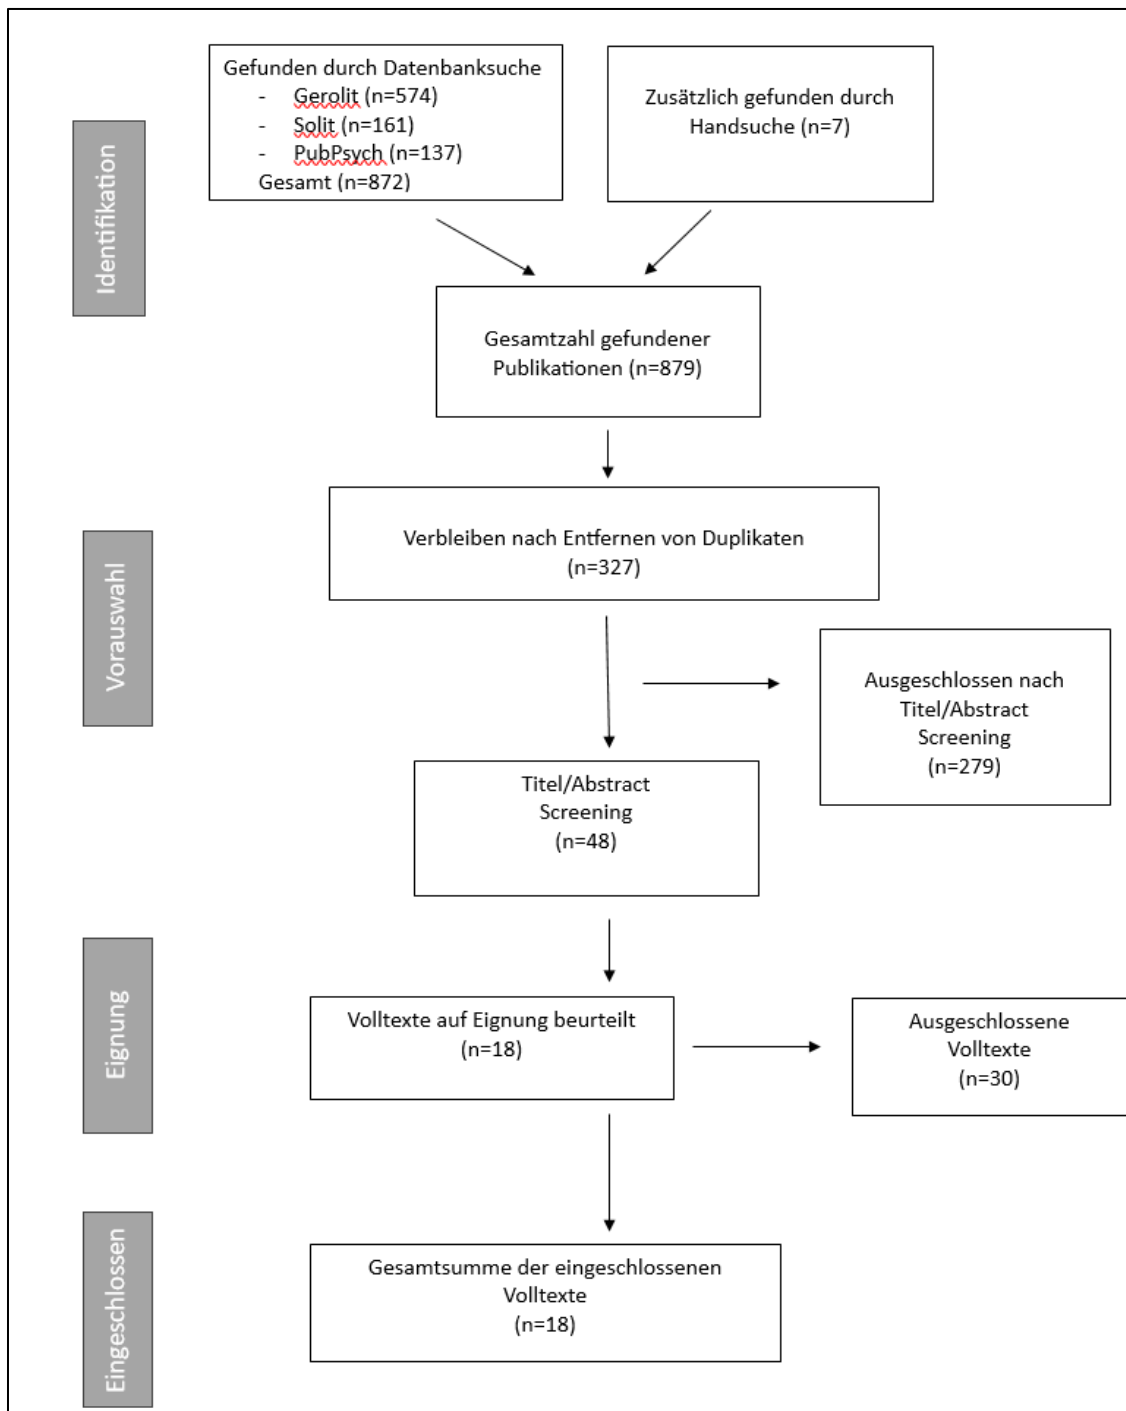 Gefunden durch Datenbanksuche
- Gerolit (n=574)
- Solit (n=161)
- PubPsych (n=137)
Gesamt (n=872)
Zusätzlich gefunden durch
Handsuche (n=7)
Identifikation
Gesamtzahl gefundener
Publikationen (n=879)
Verbleiben nach Entfernen von Duplikaten
(n=327)
Vorauswahl
Ausgeschlossen nach
Titel/Abstract
Screening
(n=279)
Titel/Abstract
Screening
(n=48)
Eignung
Volltexte auf Eignung beurteilt
(n=18)
Ausgeschlossene
Volltexte
(n=30)
Eingeschlossen
Gesamtsumme der eingeschlossenen
Volltexte
(n=18)